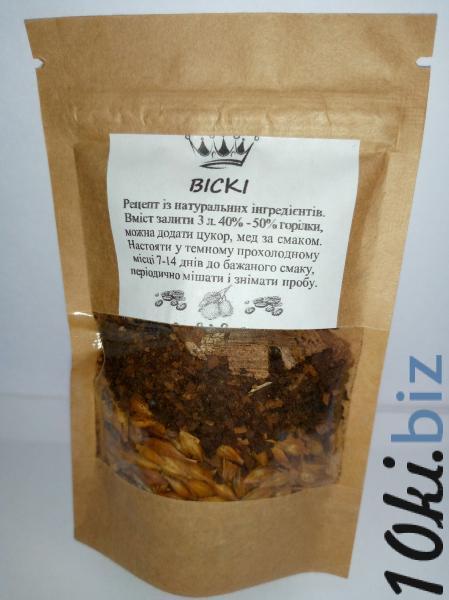 ВІСКІ
Рецепт із натуральних інгредієнтів.
Вміст залити 3 л. 40% -50% горілки,
можна додати цукор, мед за смаком.
Настояти у темному прохолодному
місці 7-14 днів до бажаного смаку,
періодично мішати і знімати пробу.
10ki.biz